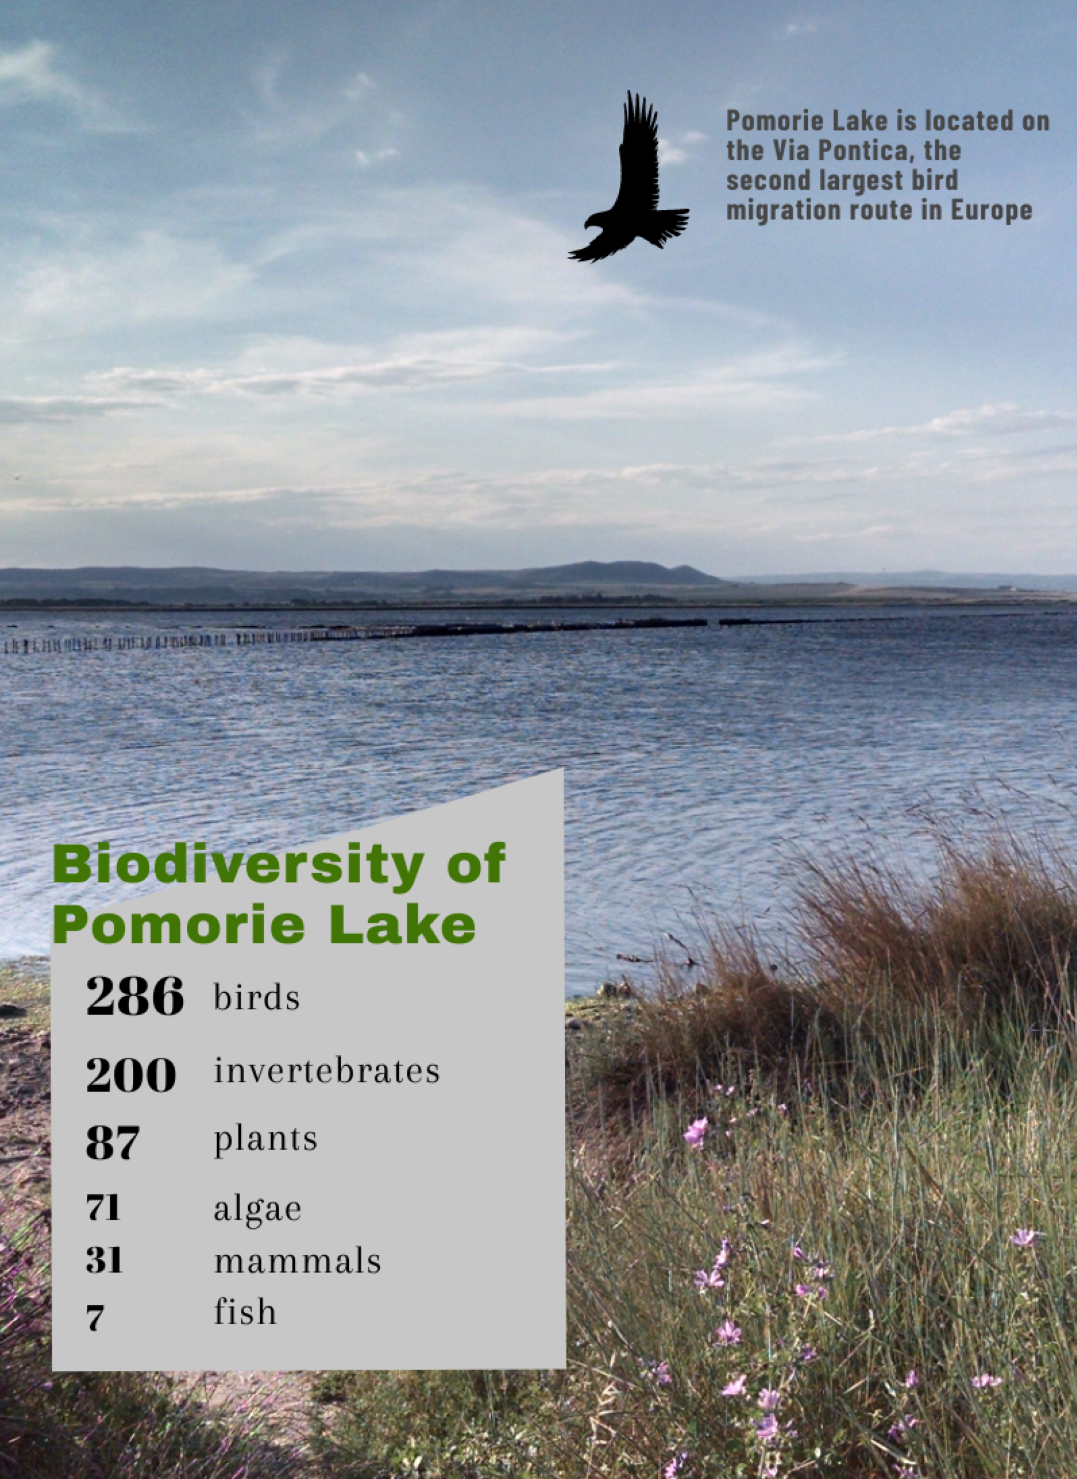 Pomorie Lake is located on
the Via Pontica, the
second largest bird
migration route in Europe
Biodiversity of
Pomorie Lake
286 birds
200 invertebrates
87 plants
71 algae
31 mammals
7 fish